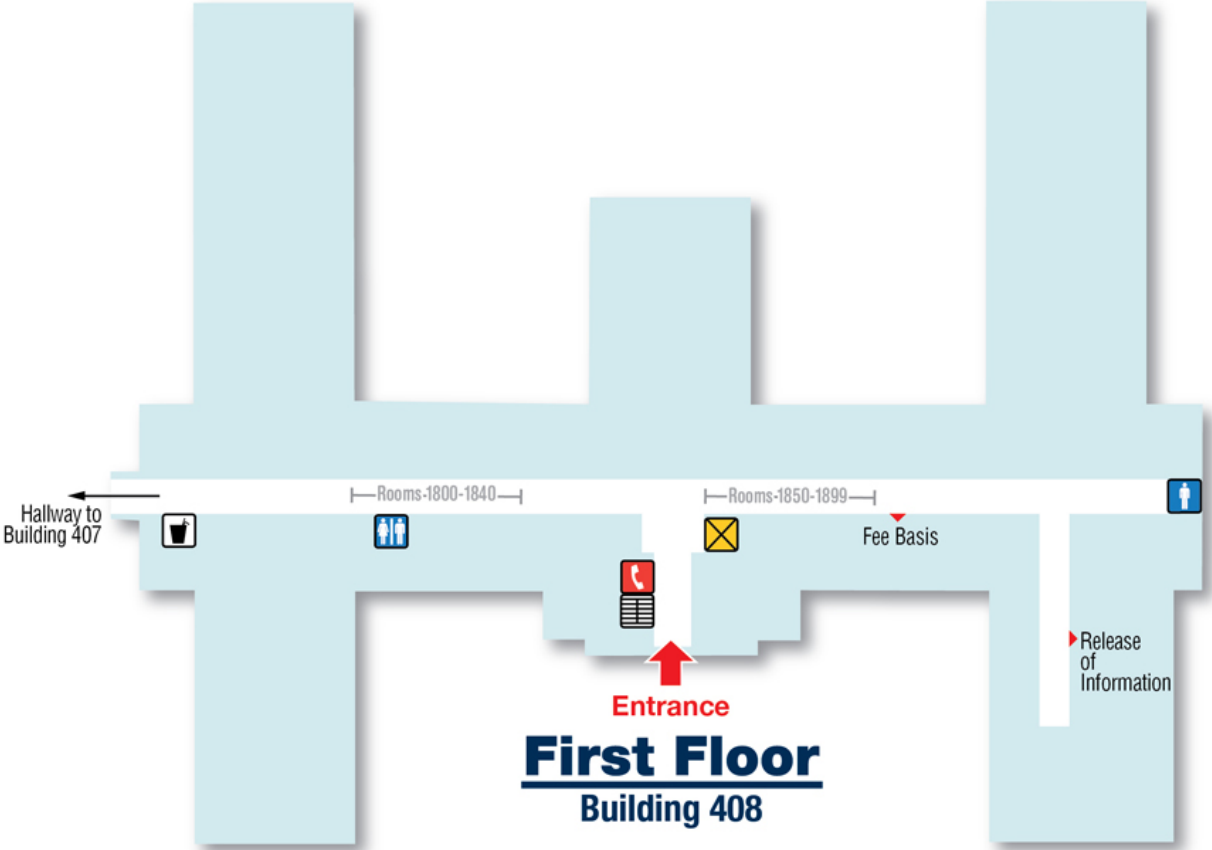 Rooms-1800-1840
Rooms-1850-1899
Hallway to
Building 407
Fee Basis
Release
of
Information
Entrance
First Floor
Building 408